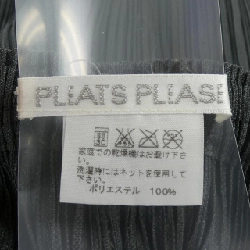 PLEATS PLEASE
家庭での乾燥機はお避け下さ
い。
洗濯時にはネットを使用して
下さい。
ポリエステル 100%